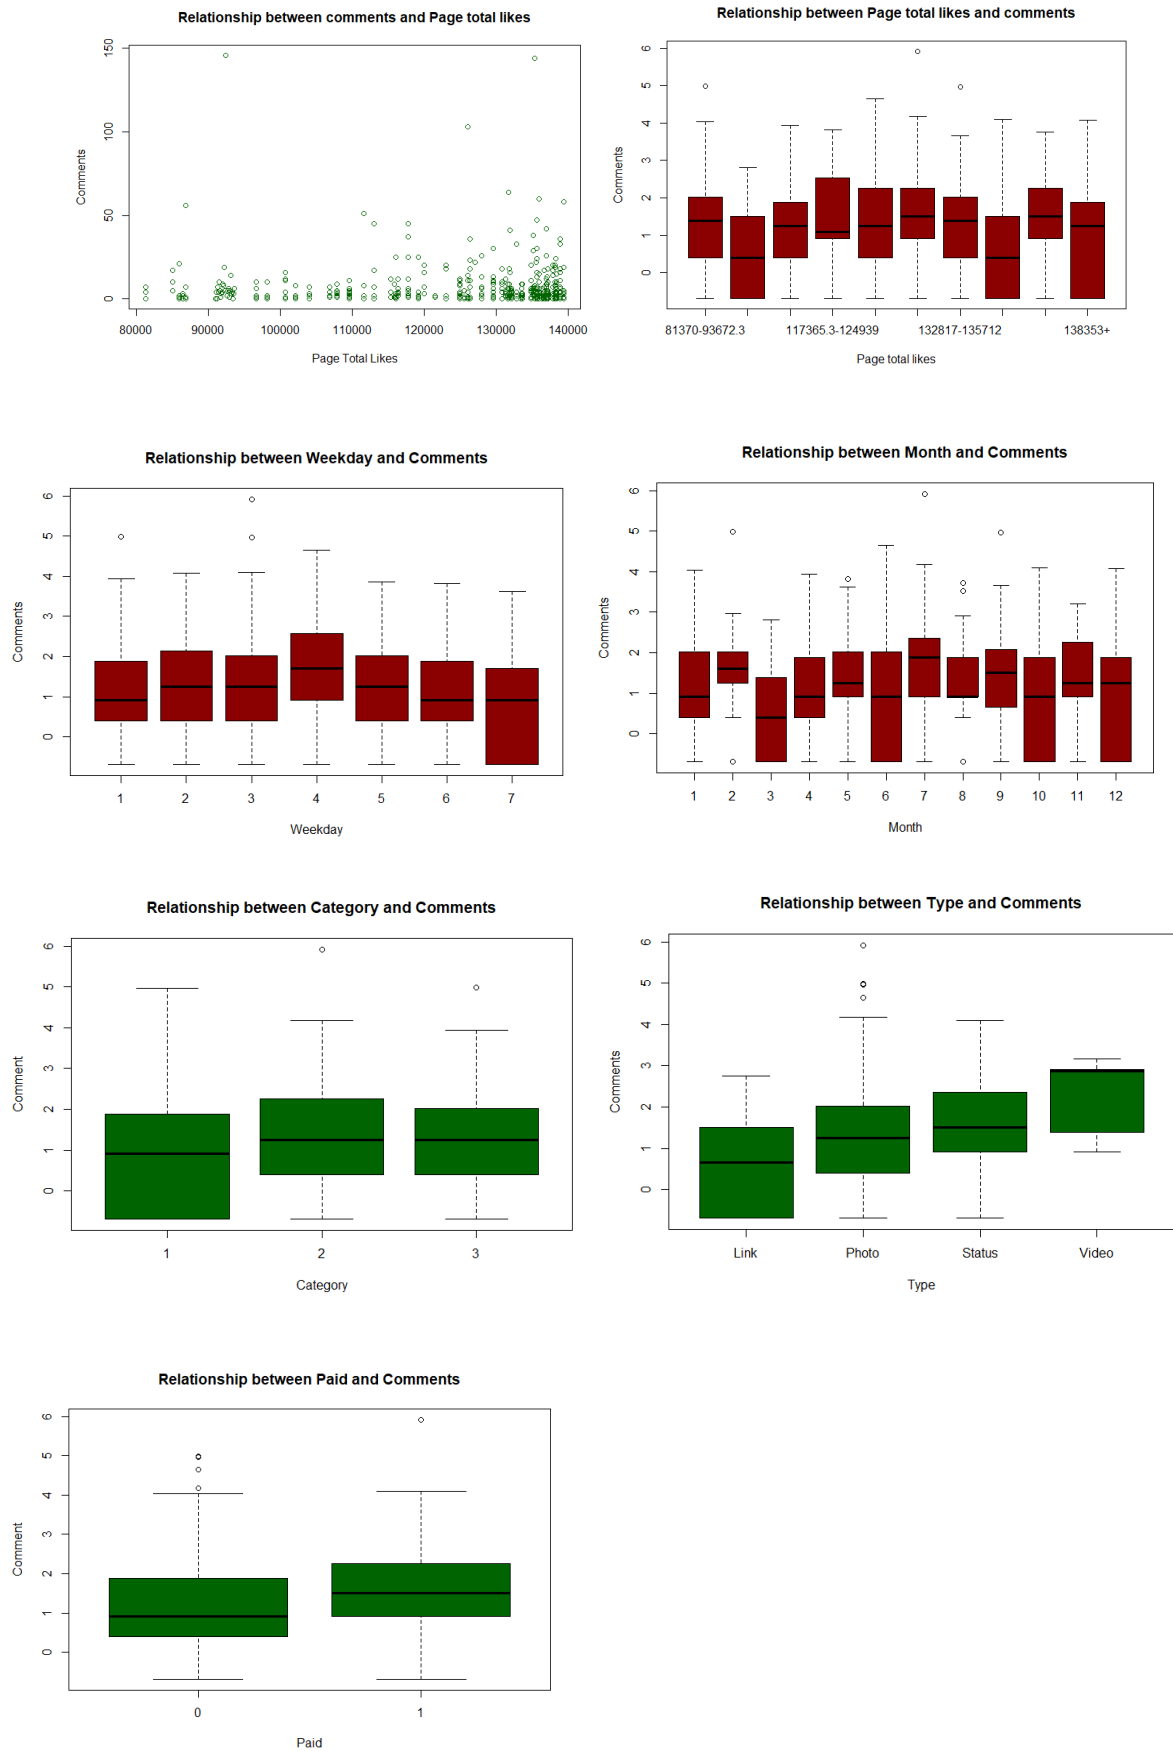 Relationship between comments and Page total likes
150
100
50
0
Comments
80000 90000 100000 110000 120000 130000 140000
Page Total Likes
Relationship between Page total likes and comments
6
5
4
3
2
1
0
Comments
81370-93672.3 117365.3-124939 132817-135712 138353+
Page total likes
Relationship between Weekday and Comments
6
5
4
3
2
1
0
Comments
1 2 3 4 5 6 7
Weekday
Relationship between Month and Comments
6
5
4
3
2
1
0
Comments
1 2 3 4 5 6 7 8 9 10 11 12
Month
Relationship between Category and Comments
6
5
4
3
2
1
0
Comment
1 2 3
Category
Relationship between Type and Comments
6
5
4
3
2
1
0
Comments
Link Photo Status Video
Type
Relationship between Paid and Comments
6
5
4
3
2
1
0
Comment
0 1
Paid